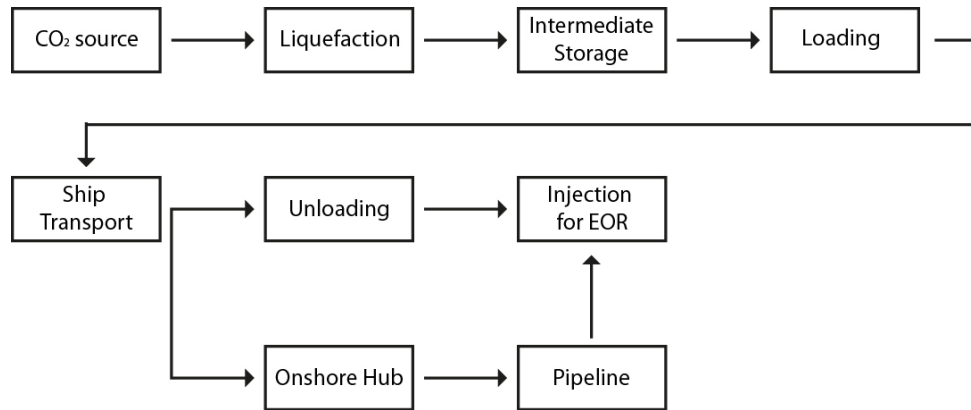 CO₂ source
Liquefaction
Intermediate
Storage
Loading
Ship
Transport
Unloading
Injection
for EOR
Onshore Hub
Pipeline